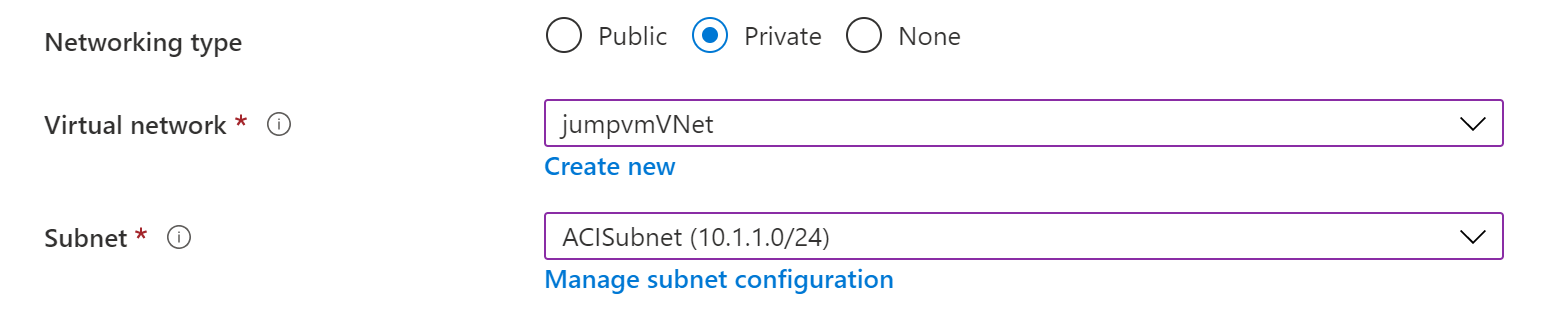 Networking type
Public Private None
Virtual network *
jumpvmVNet
Create new
Subnet *
ACISubnet (10.1.1.0/24)
Manage subnet configuration